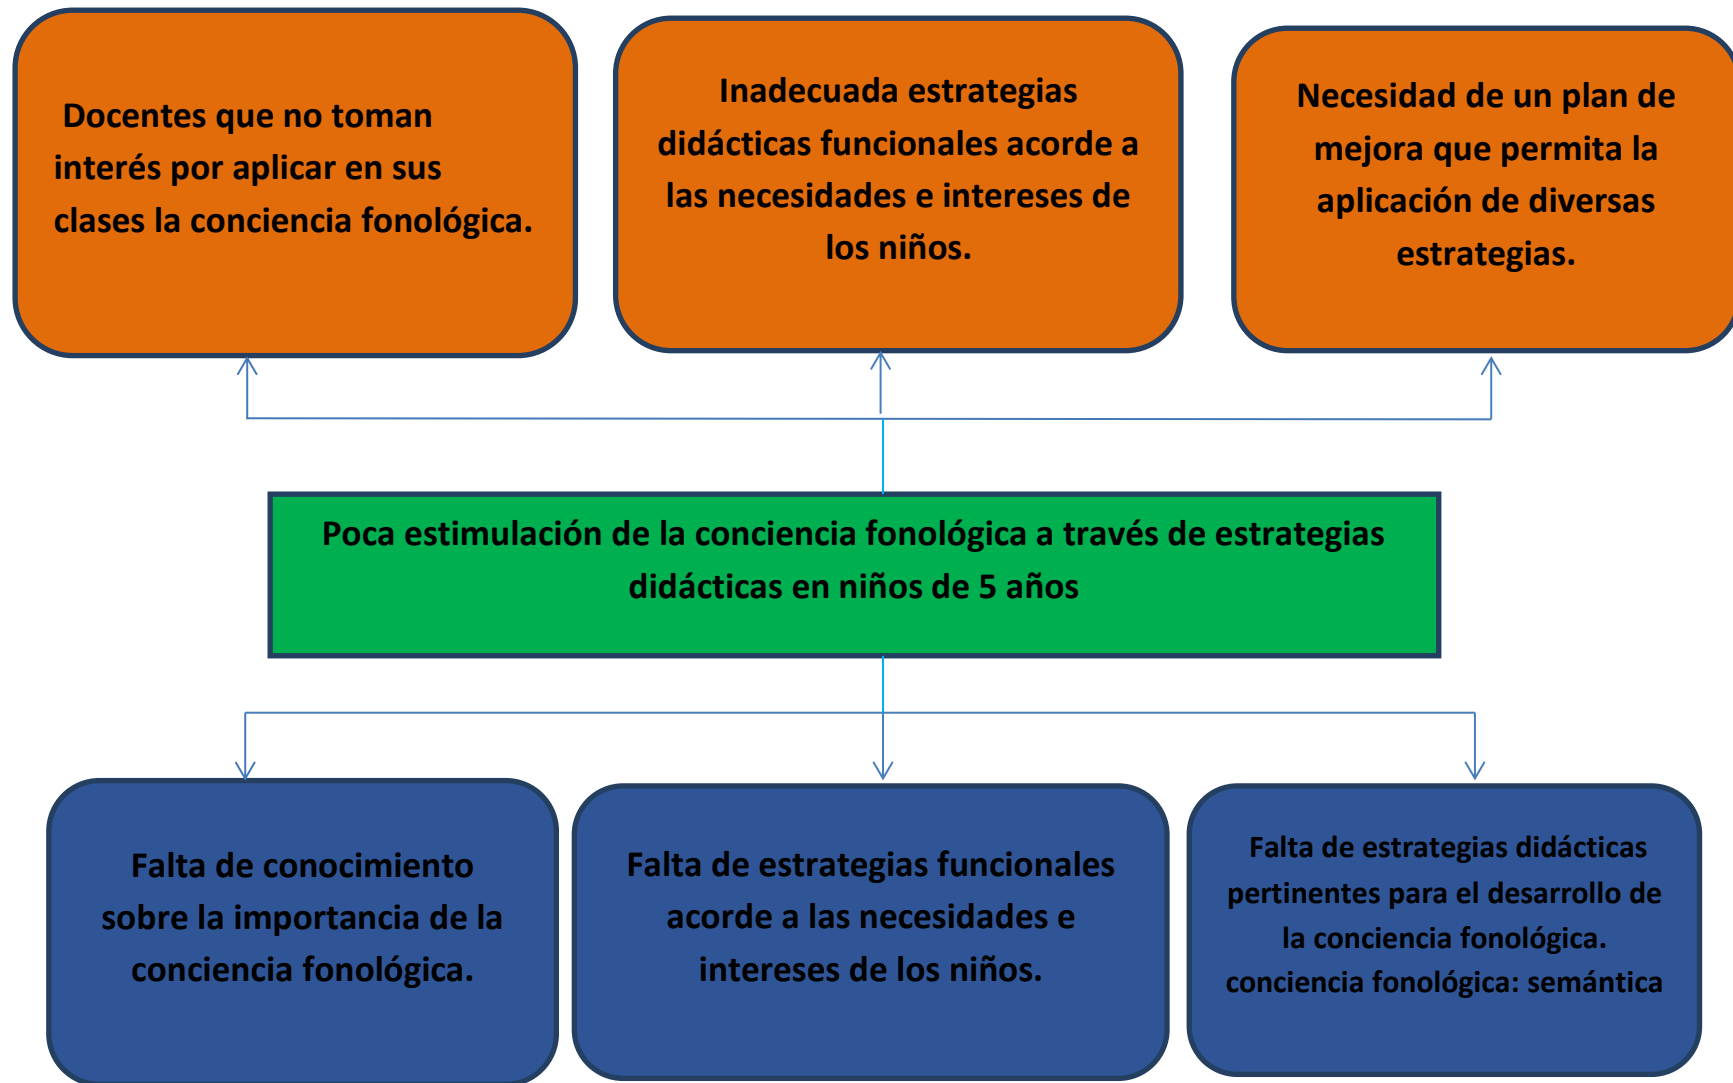 Docentes que no toman
interés por aplicar en sus
clases la conciencia fonológica.
Inadecuada estrategias
didácticas funcionales acorde a
las necesidades e intereses de
los niños.
Necesidad de un plan de
mejora que permita la
aplicación de diversas
estrategias.
Poca estimulación de la conciencia fonológica a través de estrategias
didácticas en niños de 5 años
Falta de conocimiento
sobre la importancia de la
conciencia fonológica.
Falta de estrategias funcionales
acorde a las necesidades e
intereses de los niños.
Falta de estrategias didácticas
pertinentes para el desarrollo de
la conciencia fonológica.
conciencia fonológica: semántica